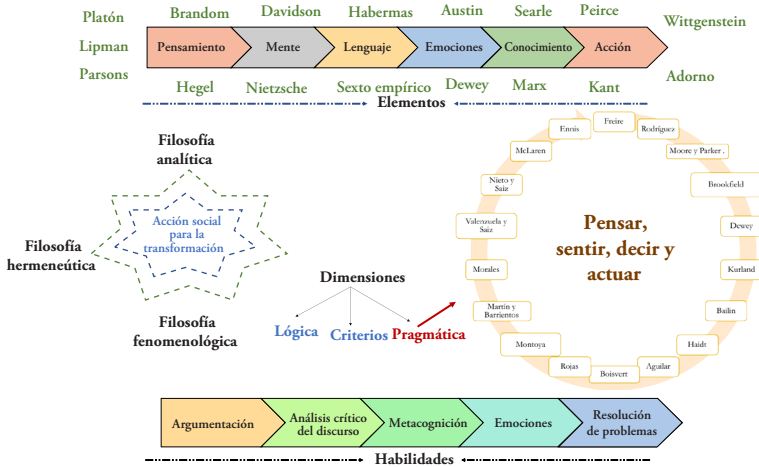 Platón
Brandom
Davidson
Habermas
Austin
Searle
Peirce
Wittgenstein
Lipman
Parsons
Pensamiento
Mente
Lenguaje
Emociones
Conocimiento
Acción
Adorno
Hegel
Nietzsche
Sexto empírico
Dewey
Marx
Kant
Elementos
Filosofía
analítica
Acción social
para la
transformación
Filosofía
hermeneútica
Filosofía
fenomenológica
Dimensiones
Lógica
Criterios
Pragmática
Pensar,
sentir, decir y
actuar
Freire
Rodríguez
Moore y Parker .
Brookfield
Dewey
Kurland
Bailin
Haidt
Aguilar
Boisvert
Rojas
Montoya
Martín y
Barrientos
Morales
Valenzuela y
Saiz
Nieto y
Saiz
McLaren
Ennis
Argumentación
Análisis crítico
del discurso
Metacognición
Emociones
Resolución
de problemas
Habilidades